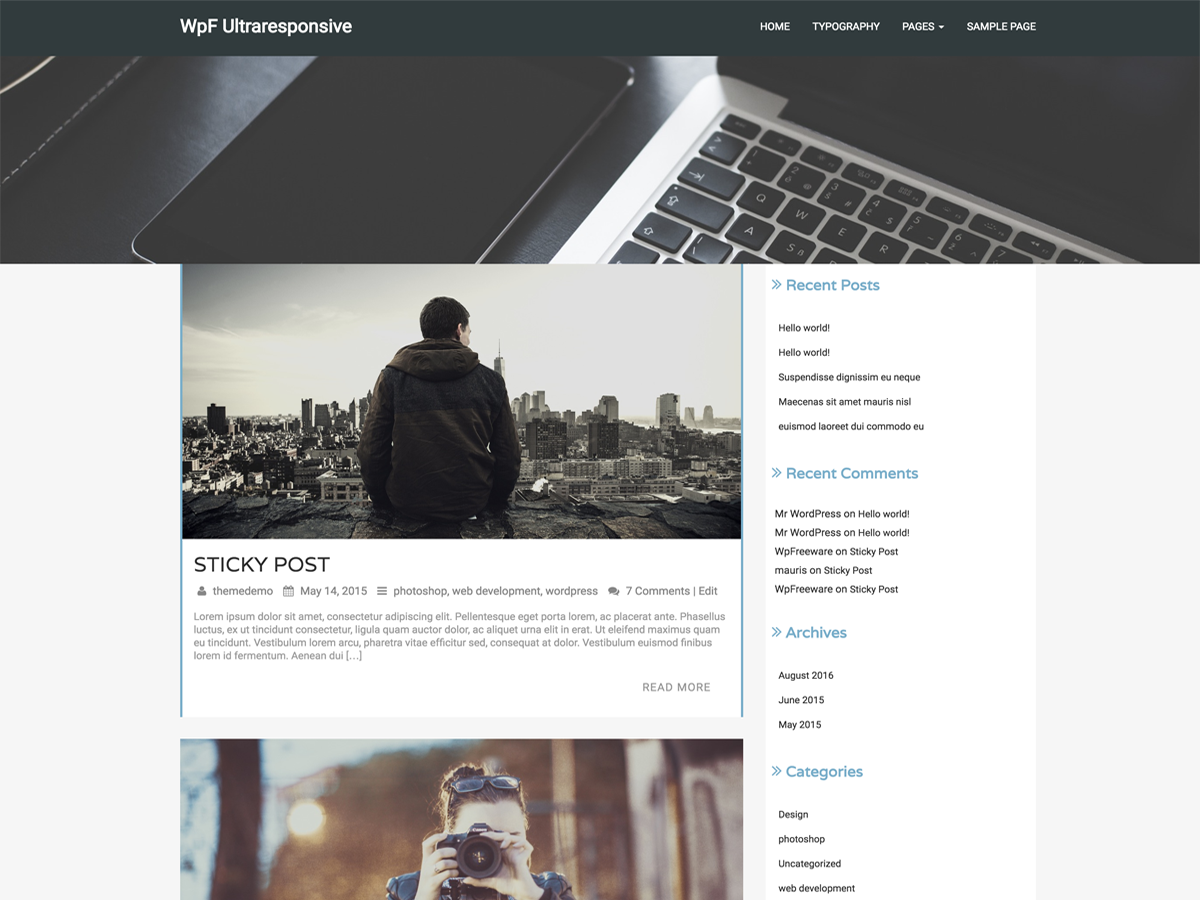 WpF Ultraresponsive
HOME TYPOGRAPHY PAGES SAMPLE PAGE
Q W E R
A S
STICKY POST
themedemo May 14, 2015 photoshop, web development, wordpress 7 Comments | Edit
Lorem ipsum dolor sit amet, consectetur adipiscing elit. Pellentesque eget porta lorem, ac placerat ante. Phasellus
luctus, ex ut tincidunt consectetur, ligula quam auctor dolor, ac aliquet urna elit in erat. Ut eleifend maximus quam
eu tincidunt. Vestibulum lorem arcu, pharetra vitae efficitur sed, consequat at dolor. Vestibulum euismod finibus
lorem id fermentum. Aenean dui [...]
READ MORE
Canon
Recent Posts
Hello world!
Hello world!
Suspendisse dignissim eu neque
Maecenas sit amet mauris nisl
euismod laoreet dui commodo eu
Recent Comments
Mr WordPress on Hello world!
Mr WordPress on Hello world!
WpFreeware on Sticky Post
mauris on Sticky Post
WpFreeware on Sticky Post
Archives
August 2016
June 2015
May 2015
Categories
Design
photoshop
Uncategorized
web development